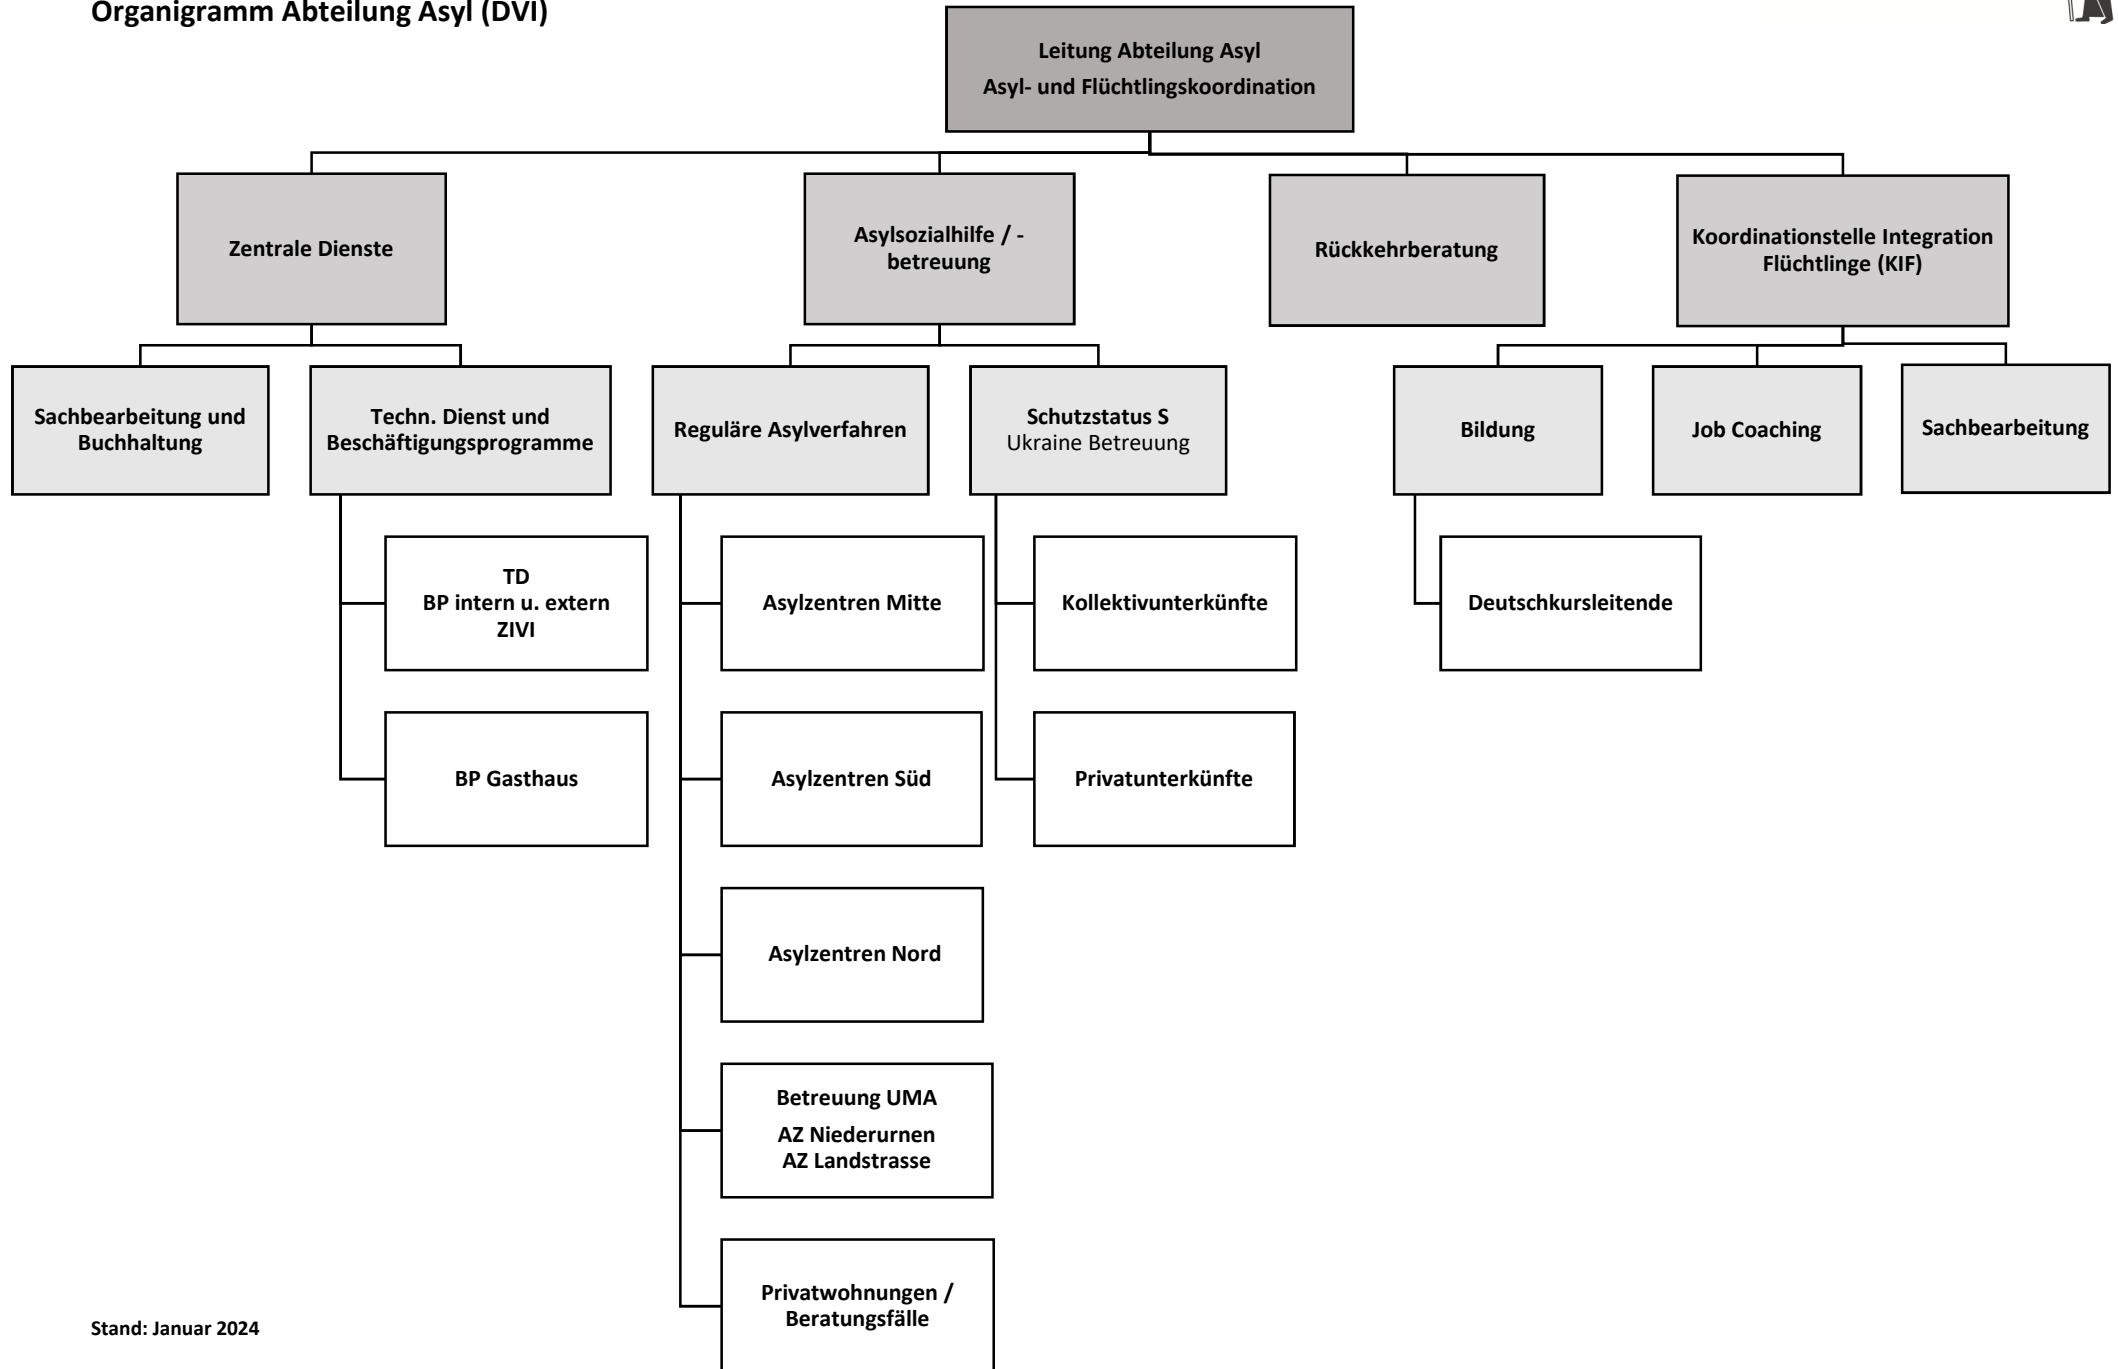 Organigramm Abteilung Asyl (DVI)
Leitung Abteilung Asyl
Asyl- und Flüchtlingskoordination
Zentrale Dienste
Asylsozialhilfe / -
betreuung
Rückkehrberatung
Koordinationstelle Integration
Flüchtlinge (KIF)
Sachbearbeitung und
Buchhaltung
Techn. Dienst und
Beschäftigungsprogramme
Reguläre Asylverfahren
Schutzstatus S
Ukraine Betreuung
Bildung
Job Coaching
Sachbearbeitung
TD
BP intern u. extern
ZIVI
Asylzentren Mitte
Kollektivunterkünfte
Deutschkursleitende
BP Gasthaus
Asylzentren Süd
Privatunterkünfte
Asylzentren Nord
Betreuung UMA
AZ Niederurnen
AZ Landstrasse
Privatwohnungen /
Beratungsfälle
Stand: Januar 2024